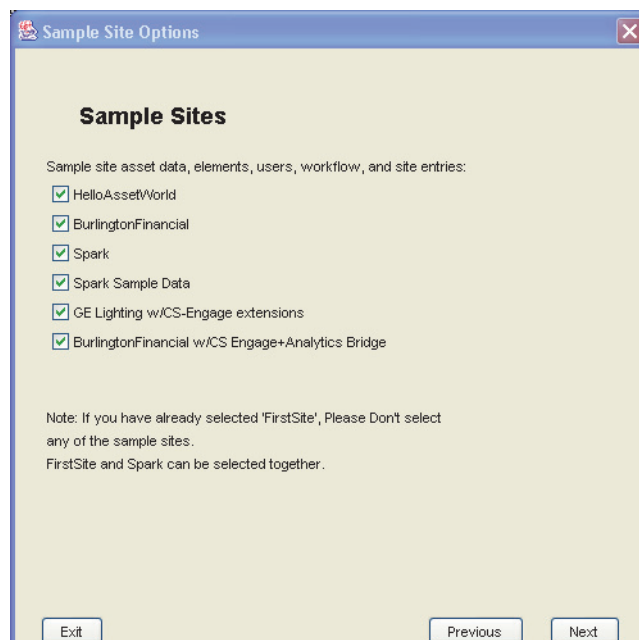 Sample Site Options
Sample Sites
Sample site asset data, elements, users, workflow, and site entries:
HelloAssetWorld
BurlingtonFinancial
Spark
Spark Sample Data
GE Lighting w/CS-Engage extensions
BurlingtonFinancial w/CS Engage+Analytics Bridge
Note: If you have already selected 'FirstSite', Please Don't select
any of the sample sites.
FirstSite and Spark can be selected together.
Exit
Previous
Next